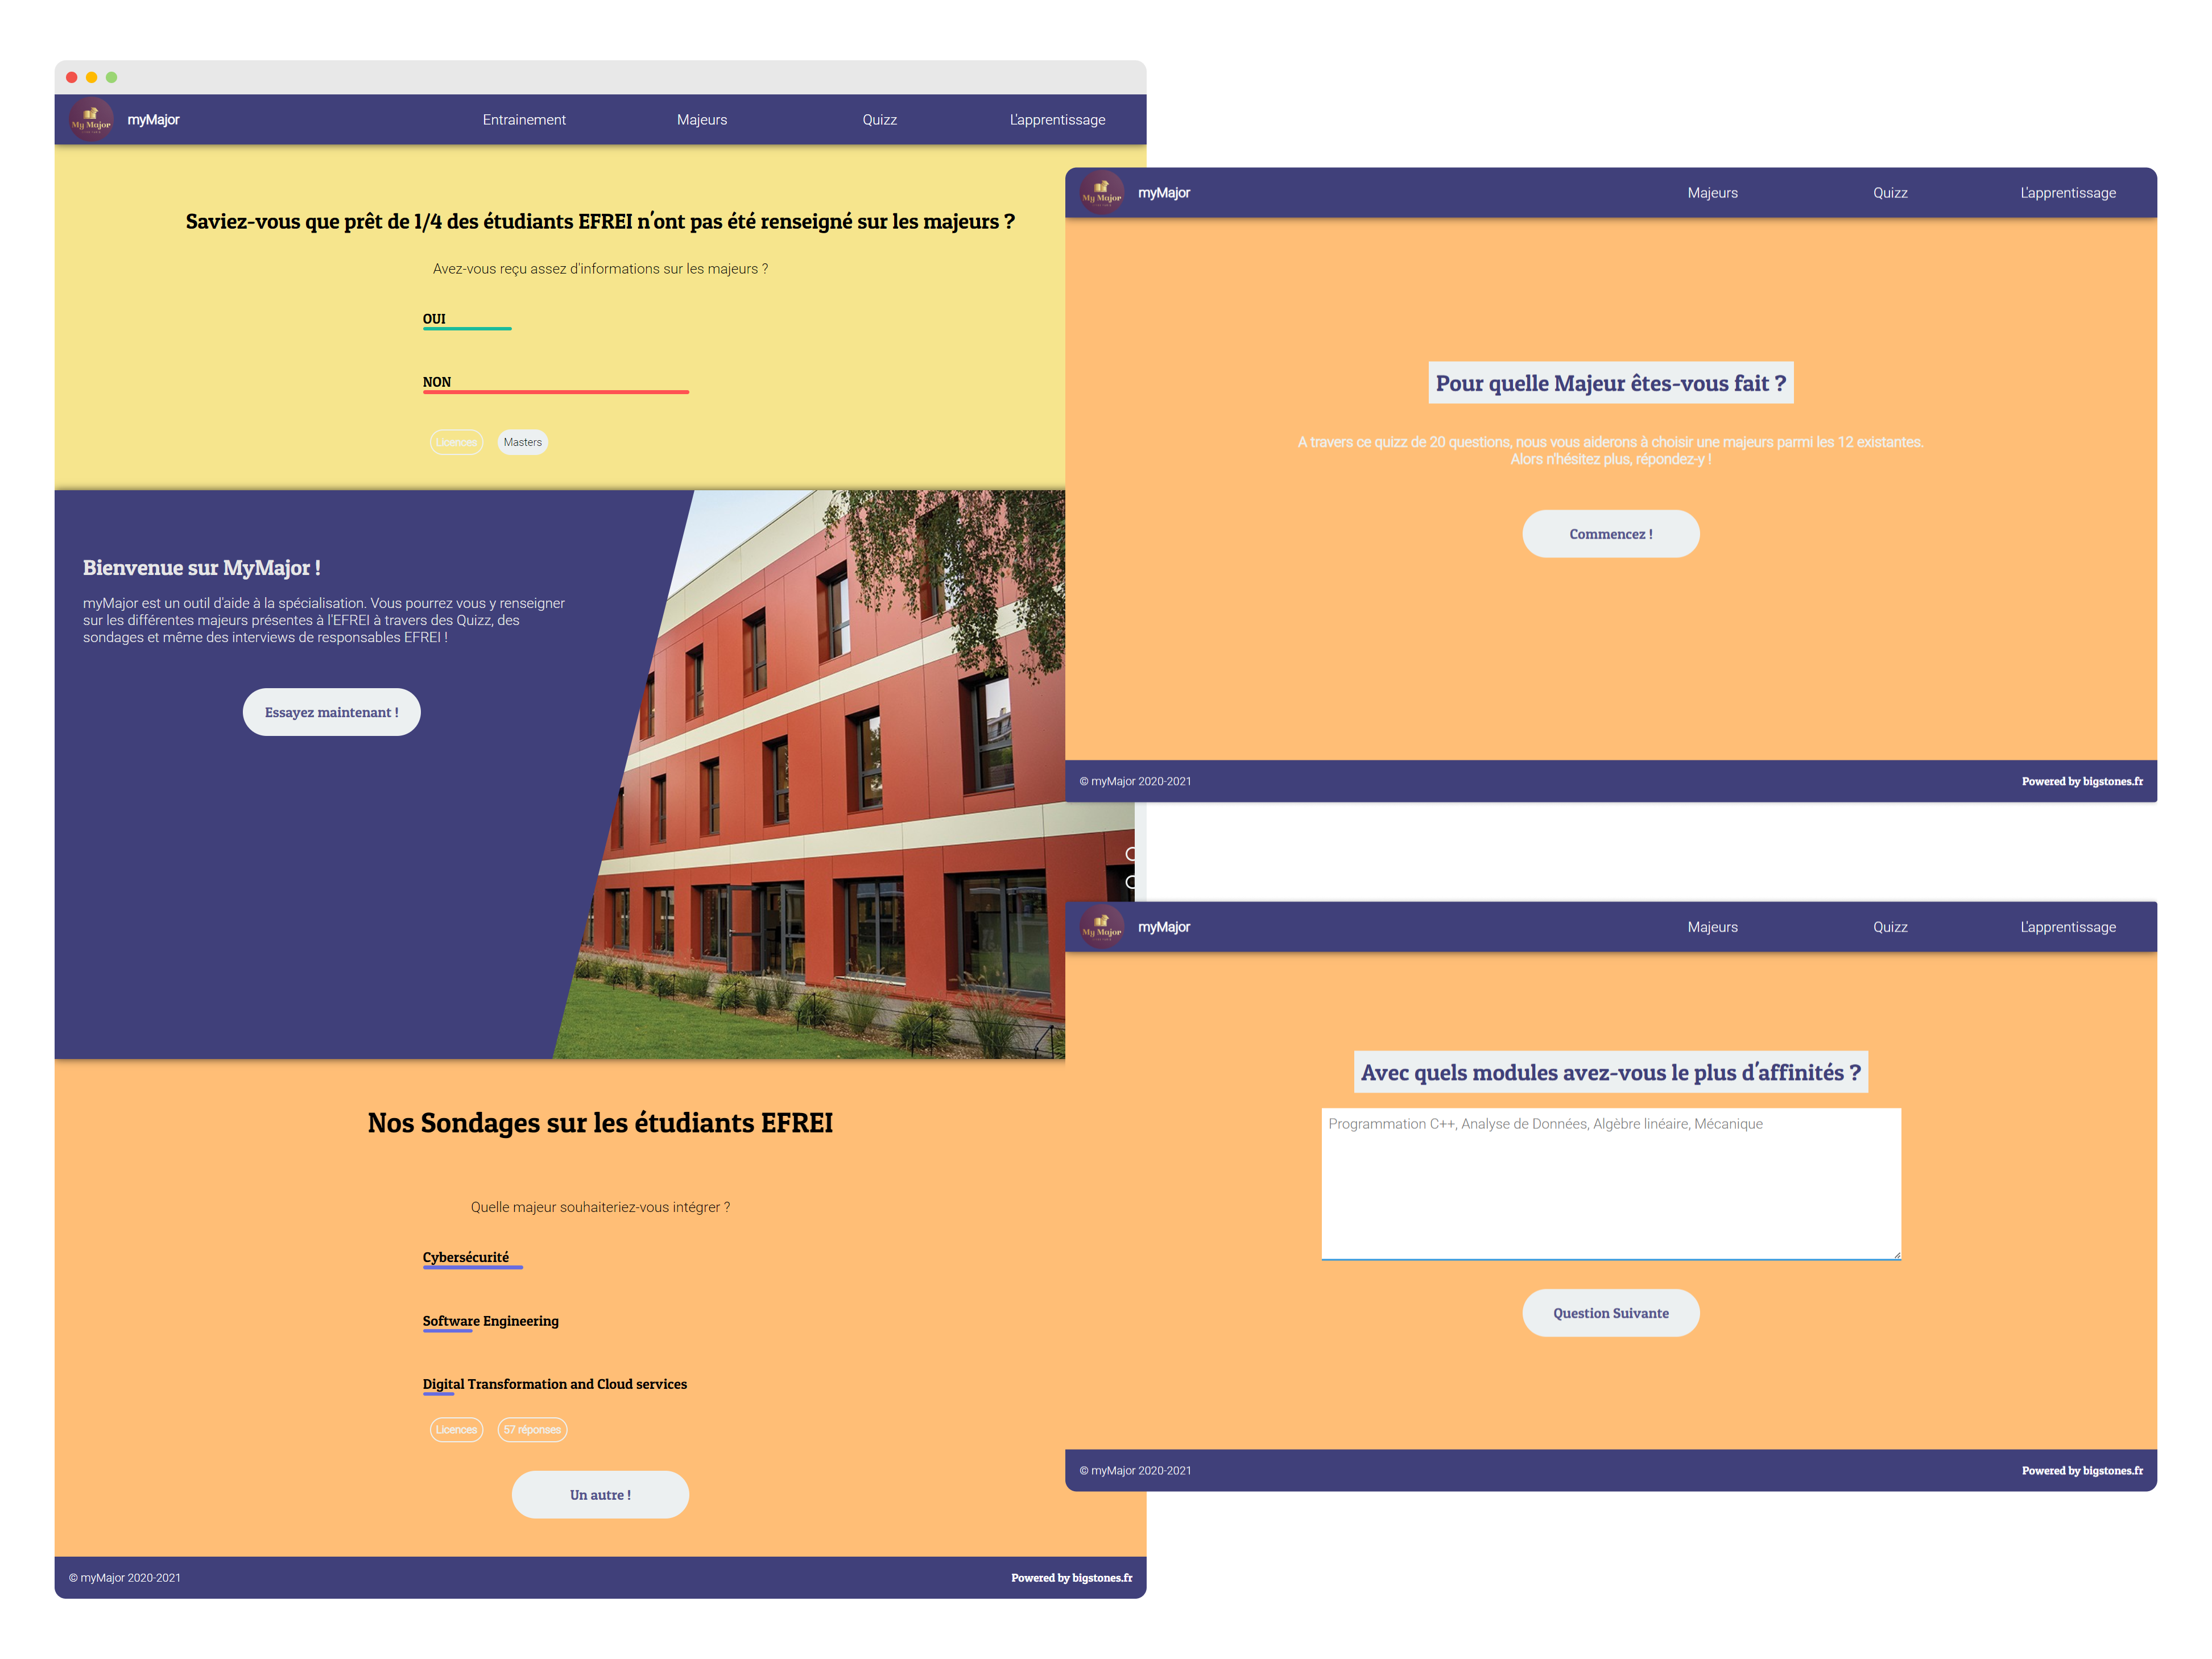 My Major
myMajor
Entrainement
Majeurs
Quizz
L'apprentissage
Saviez-vous que prêt de 1/4 des étudiants EFREI n'ont pas été renseigné sur les majeurs ?
Avez-vous reçu assez d'informations sur les majeurs ?
OUI
NON
Licences
Masters
Bienvenue sur MyMajor !
myMajor est un outil d'aide à la spécialisation. Vous pourrez vous y renseigner
sur les différentes majeurs présentes à l'EFREI à travers des Quizz, des
sondages et même des interviews de responsables EFREI !
Essayez maintenant !
Nos Sondages sur les étudiants EFREI
Quelle majeur souhaiteriez-vous intégrer ?
Cybersécurité
Software Engineering
Digital Transformation and Cloud services
Licences
57 réponses
Un autre !
© myMajor 2020-2021
Powered by bigstones.fr
My Major
myMajor
Majeurs
Quizz
L'apprentissage
Pour quelle Majeur êtes-vous fait ?
A travers ce quizz de 20 questions, nous vous aiderons à choisir une majeurs parmi les 12 existantes.
Alors n'hésitez plus, répondez-y !
Commencez !
© myMajor 2020-2021
Powered by bigstones.fr
My Major
myMajor
Majeurs
Quizz
L'apprentissage
Avec quels modules avez-vous le plus d'affinités ?
Programmation C++, Analyse de Données, Algèbre linéaire, Mécanique
Question Suivante
© myMajor 2020-2021
Powered by bigstones.fr